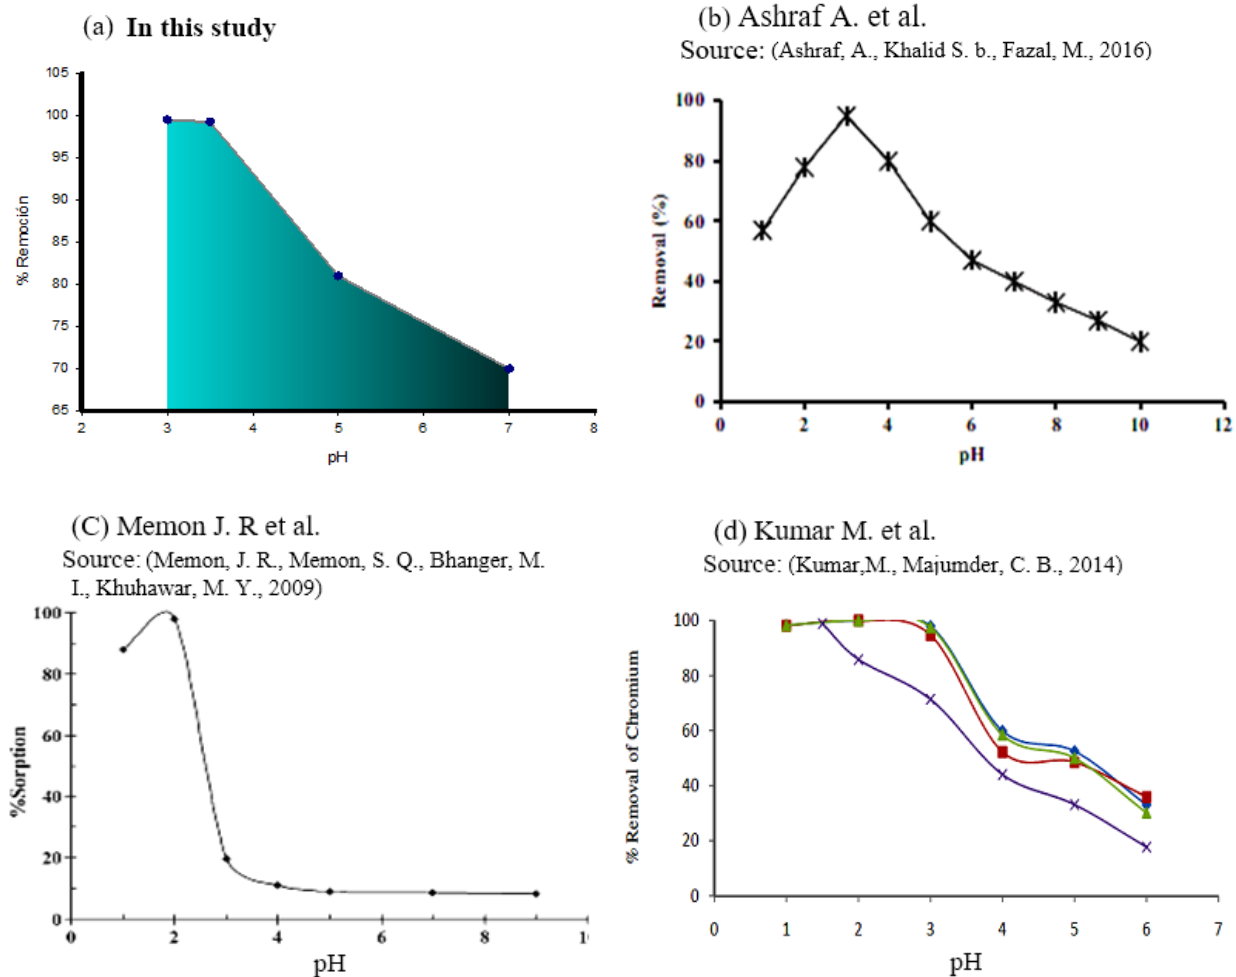 (a) In this study
105
100
95
90
85
80
75
70
65
% Remoción
2 3 4 5 6 7 8
pH
(b) Ashraf A. et al.
Source: (Ashraf, A., Khalid S. b., Fazal, M., 2016)
100
80
60
40
20
0
Removal (%)
0 2 4 6 8 10 12
pH
(C) Memon J. R et al.
Source: (Memon, J. R., Memon, S. Q., Bhanger, M.
I., Khuhawar, M. Y., 2009)
100
80
60
40
20
0
%Sorption
0 2 4 6 8
pH
(d) Kumar M. et al.
Source: (Kumar,M., Majumder, C. B., 2014)
100
80
60
40
20
0
% Removal of Chromium
0 1 2 3 4 5 6 7
pH